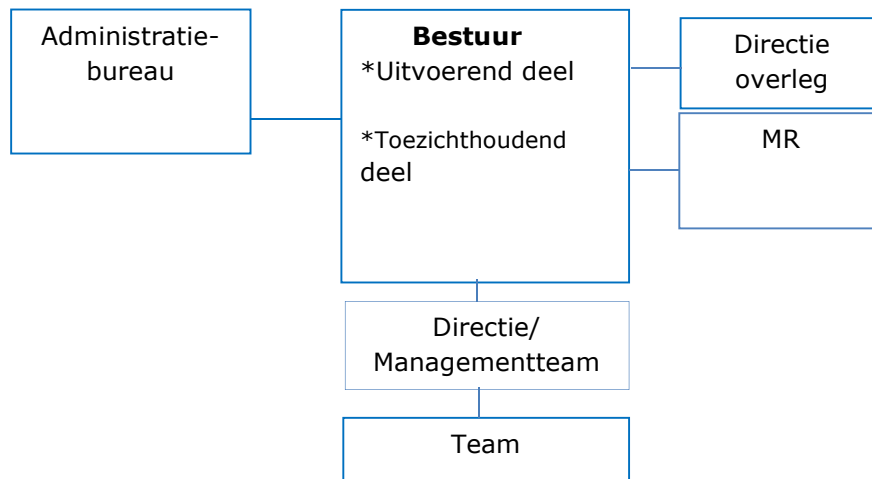 Administratie-
bureau
Bestuur
*Uitvoerend deel
*Toezichthoudend
deel
Directie
overleg
MR
Directie/
Managementteam
Team